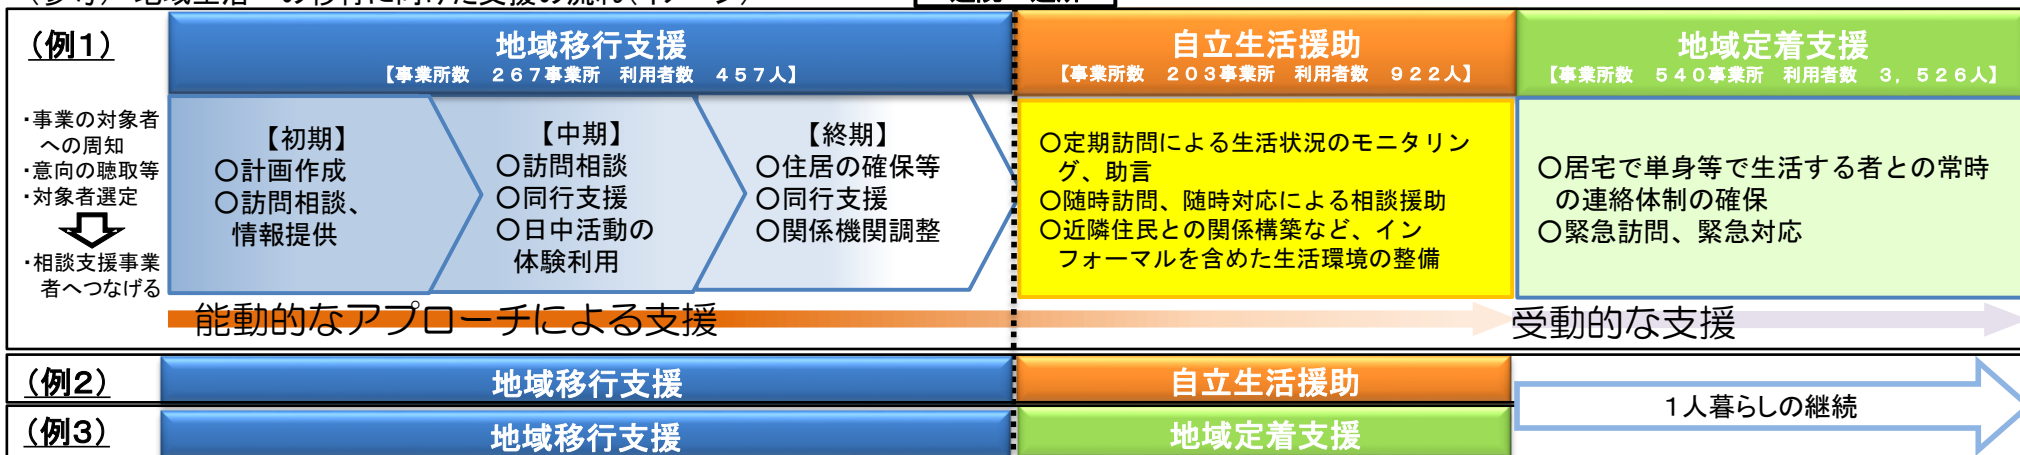 （例1）
地域移行支援
【事業所数　２６７事業所　利用者数　４５７人】
自立生活援助
【事業所数　２０３事業所　利用者数　９２２人】
地域定着支援
【事業所数　５４０事業所　利用者数　３，５２６人】
・事業の対象者
への周知
・意向の聴取等
・対象者選定
・相談支援事業
者へつなげる
【初期】
○計画作成
○訪問相談、
情報提供
【中期】
○訪問相談
○同行支援
○日中活動の
体験利用
【終期】
○住居の確保等
○同行支援
○関係機関調整
○定期訪問による生活状況のモニタリン
グ、助言
○随時訪問、随時対応による相談援助
○近隣住民との関係構築など、イン
フォーマルを含めた生活環境の整備
○居宅で単身等で生活する者との常時
の連絡体制の確保
○緊急訪問、緊急対応
能動的なアプローチによる支援
受動的な支援
（例2）
地域移行支援
自立生活援助
１人暮らしの継続
（例3）
地域移行支援
地域定着支援